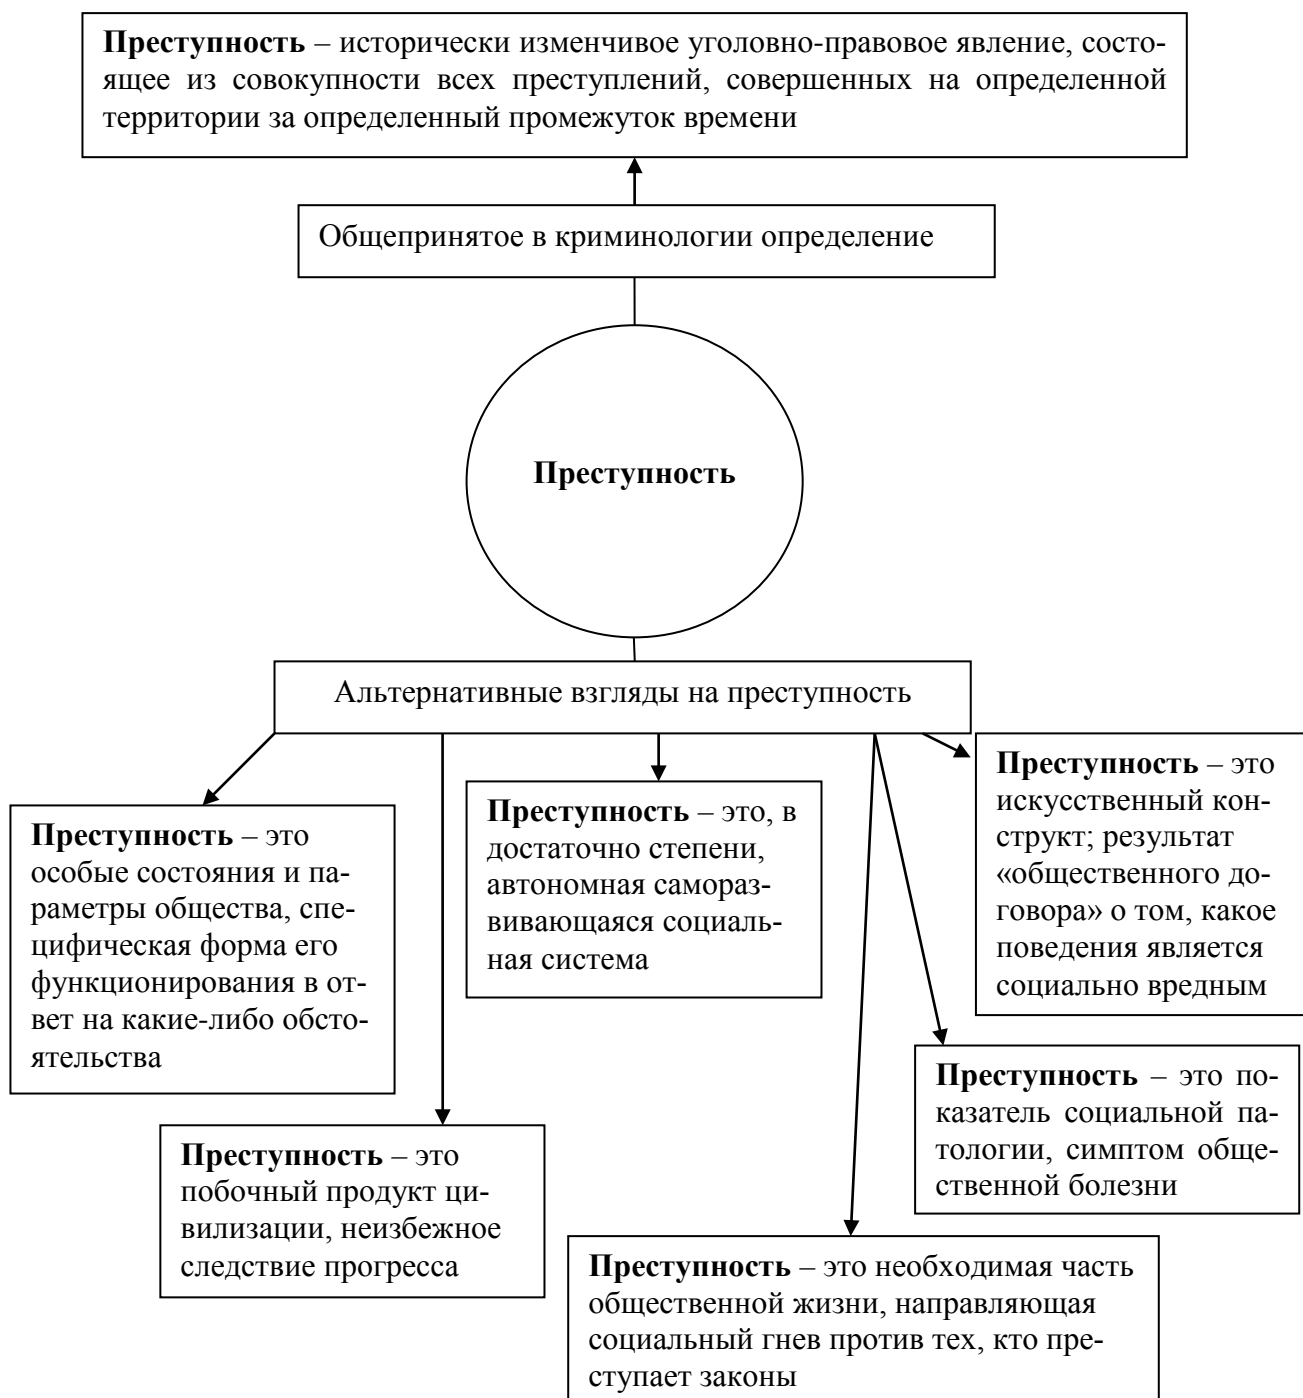 Преступность – исторически изменчивое уголовно-правовое явление, состо-
ящее из совокупности всех преступлений, совершенных на определенной
территории за определенный промежуток времени
Общепринятое в криминологии определение
Преступность
Альтернативные взгляды на преступность
Преступность – это
особые состояния и па-
раметры общества, спе-
цифическая форма его
функционирования в от-
вет на какие-либо обсто-
ятельства
Преступность – это
побочный продукт ци-
вилизации, неизбежное
следствие прогресса
Преступность – это, в
достаточно степени,
автономная самораз-
вивающаяся социаль-
ная система
Преступность – это необходимая часть
общественной жизни, направляющая
социальный гнев против тех, кто пре-
ступает законы
Преступность – это по-
казатель социальной па-
тологии, симптом обще-
ственной болезни
Преступность – это
искусственный кон-
структ; результат
«общественного до-
говора» о том, какое
поведения является
социально вредным